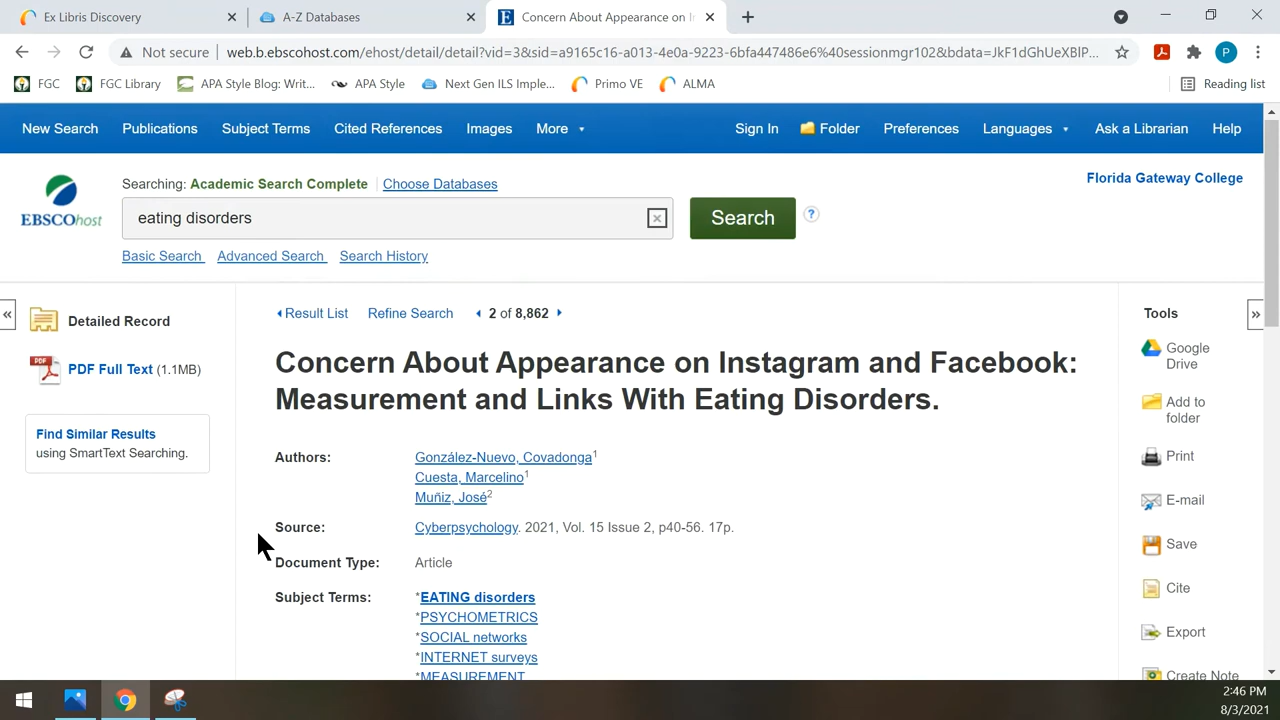 Ex Libris Discovery
A-Z Databases
Concern About Appearance on I
Not secure
web.b.ebscohost.com/ehost/detail/detail?vid=3&sid=a9165c16-a013-4e0a-9223-6bfa447486e6%40sessionmgr102&bdata=JkF1dGhUeXBlP...
P
FGC
FGC Library
APA Style Blog: Writ...
APA Style
Next Gen ILS Imple...
Primo VE
ALMA
Reading list
New Search
Publications
Subject Terms
Cited References
Images
More
Sign In
Folder
Preferences
Languages
Ask a Librarian
Help
EBSCOhost
Searching: Academic Search Complete
Choose Databases
Florida Gateway College
eating disorders
Search
?
Basic Search
Advanced Search
Search History
«
Detailed Record
PDF
PDF Full Text (1.1MB)
Find Similar Results
using SmartText Searching.
Result List
Refine Search
2 of 8,862
Concern About Appearance on Instagram and Facebook:
Measurement and Links With Eating Disorders.
Authors:
González-Nuevo, Covadonga1
Cuesta, Marcelino1
Muñiz, José2
Source:
Cyberpsychology. 2021, Vol. 15 Issue 2, p40-56. 17p.
Document Type:
Article
Subject Terms:
*EATING disorders
*PSYCHOMETRICS
*SOCIAL networks
*INTERNET surveys
*MEASUREMENT
Tools
»
Google
Drive
Add to
folder
Print
E-mail
Save
Cite
Export
Create Note
2:46 PM
8/3/2021